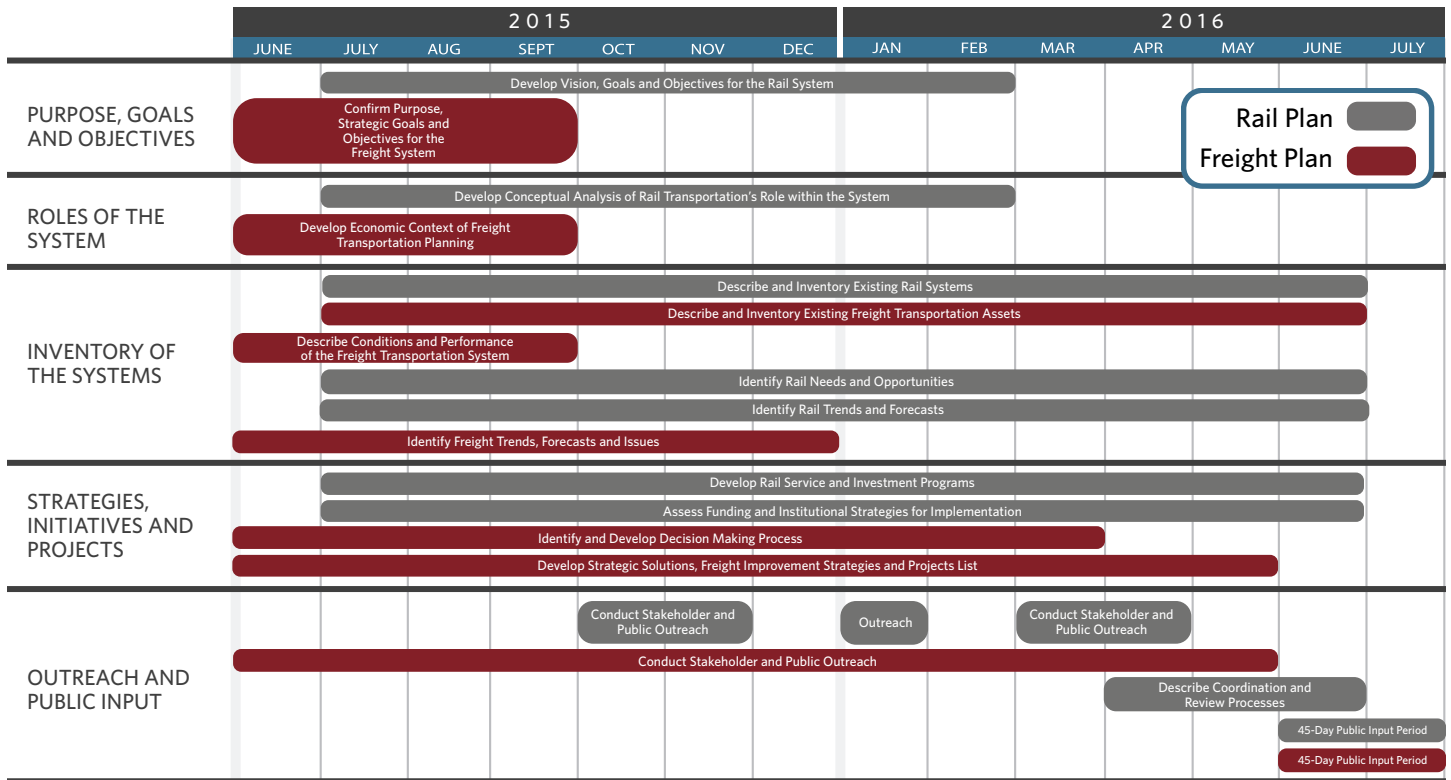 2015
2016
JUNE JULY AUG SEPT OCT NOV DEC JAN FEB MAR APR MAY JUNE JULY
Rail Plan
Freight Plan
PURPOSE, GOALS
AND OBJECTIVES
Develop Vision, Goals and Objectives for the Rail System
Confirm Purpose,
Strategic Goals and
Objectives for the
Freight System
ROLES OF THE
SYSTEM
Develop Conceptual Analysis of Rail Transportation's Role within the System
Develop Economic Context of Freight
Transportation Planning
INVENTORY OF
THE SYSTEMS
Describe and Inventory Existing Rail Systems
Describe and Inventory Existing Freight Transportation Assets
Describe Conditions and Performance
of the Freight Transportation System
Identify Rail Needs and Opportunities
Identify Rail Trends and Forecasts
Identify Freight Trends, Forecasts and Issues
STRATEGIES,
INITIATIVES AND
PROJECTS
Develop Rail Service and Investment Programs
Assess Funding and Institutional Strategies for Implementation
Identify and Develop Decision Making Process
Develop Strategic Solutions, Freight Improvement Strategies and Projects List
OUTREACH AND
PUBLIC INPUT
Conduct Stakeholder and
Public Outreach
Outreach
Conduct Stakeholder and
Public Outreach
Conduct Stakeholder and Public Outreach
Describe Coordination and
Review Processes
45-Day Public Input Period
45-Day Public Input Period